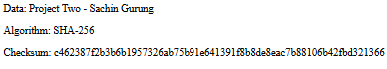 Data: Project Two - Sachin Gurung
Algorithm: SHA-256
Checksum: c462387f2b3b6b1957326ab75b91e641391f8b8de8eac7b88106b42fbd321366